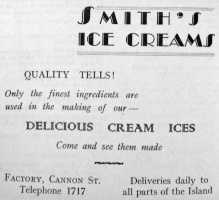 SMITH'S
ICE CREAMS
QUALITY TELLS!
Only the finest ingredients are
used in the making of our—
DELICIOUS CREAM ICES
Come and see them made
FACTORY, CANNON ST.
Telephone 1717
Deliveries daily to
all parts of the Island